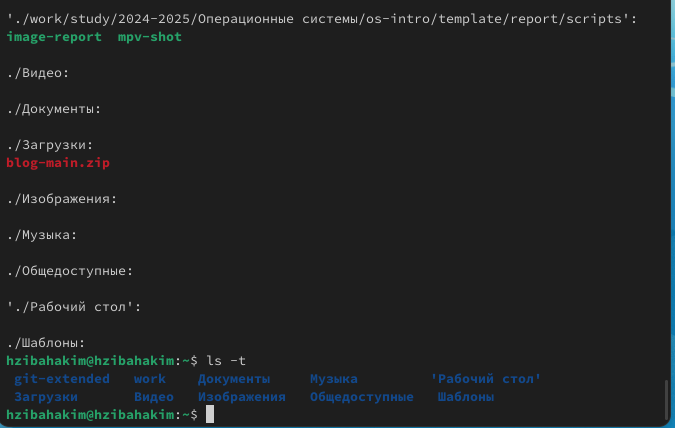 './work/study/2024-2025/Операционные системы/os-intro/template/report/scripts':
image-report mpv-shot
./Видео:
./Документы:
./Загрузки:
blog-main.zip
./Изображения:
./Музыка:
./Общедоступные:
'./Рабочий стол':
./Шаблоны:
hzibahakim@hzibahakim:~$ ls -t
git-extended work Документы Музыка 'Рабочий стол'
Загрузки Видео Изображения Общедоступные Шаблоны
hzibahakim@hzibahakim:~$